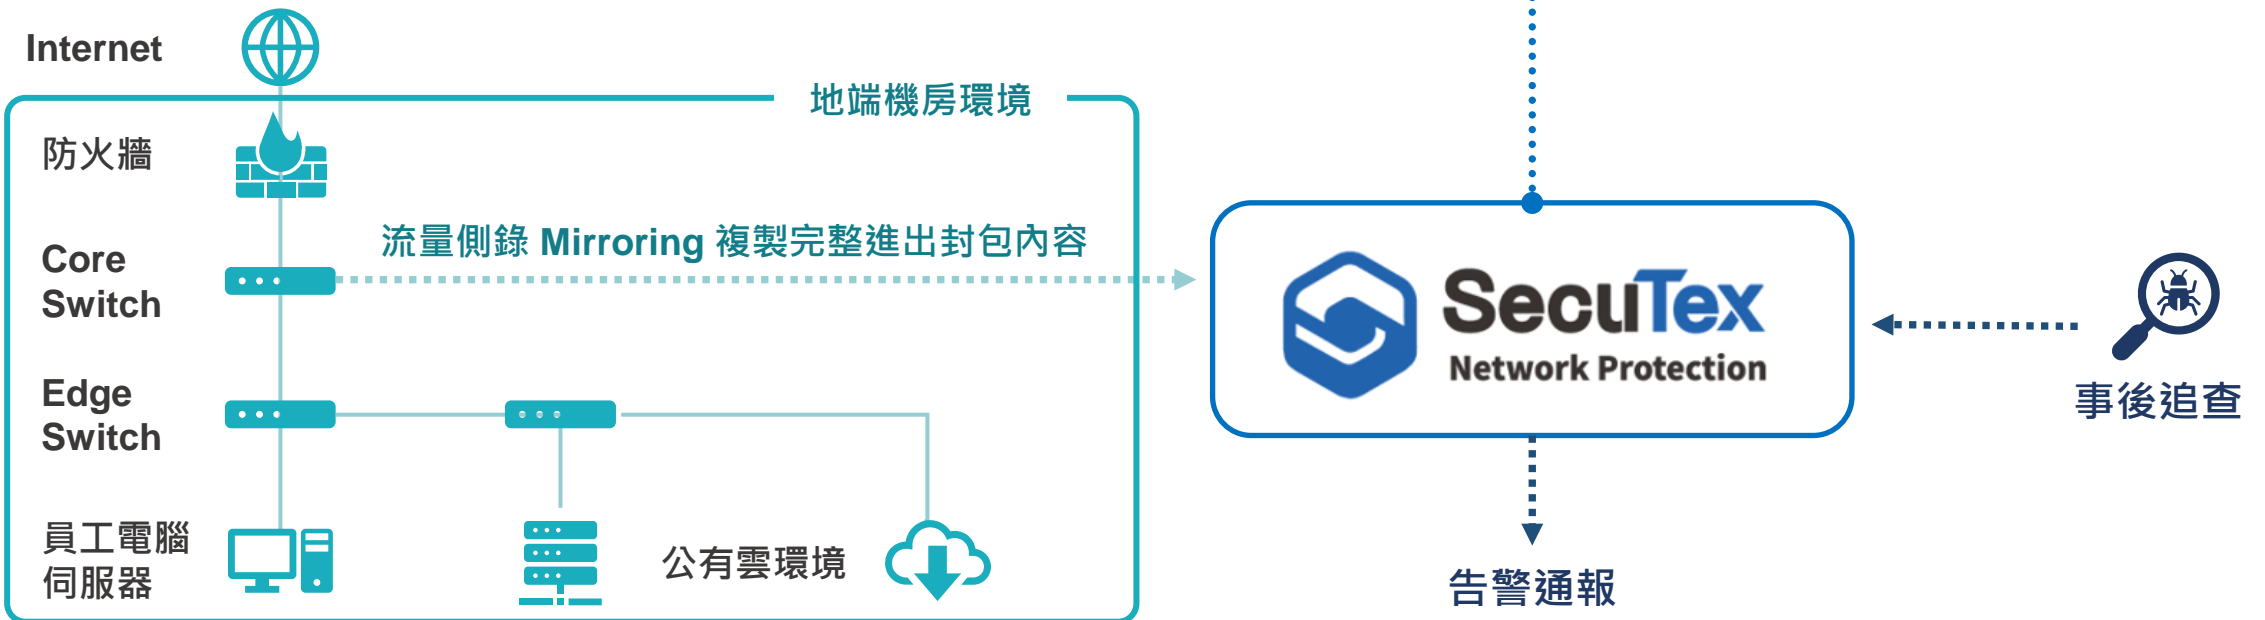 Internet
地端機房環境
防火牆
流量側錄 Mirroring 複製完整進出封包內容
Core
Switch
SecuTex
Network Protection
Edge
Switch
事後追查
員工電腦
伺服器
公有雲環境
告警通報